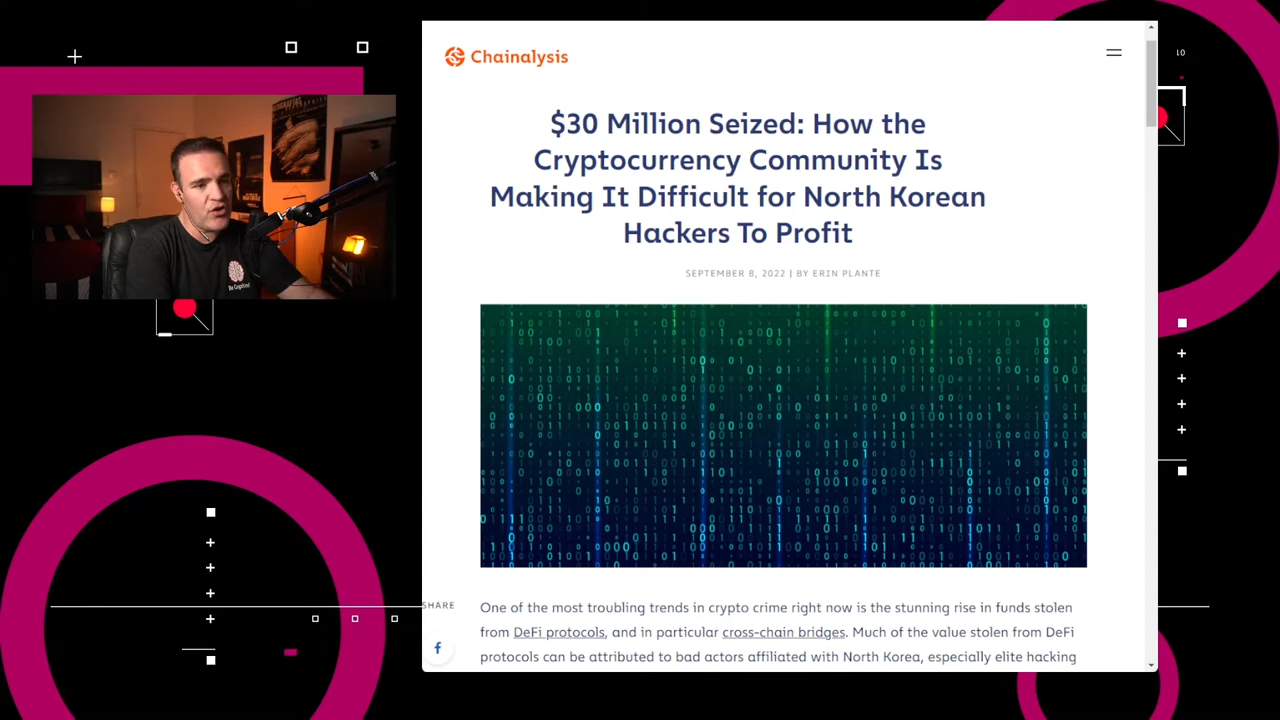 Chainalysis
$30 Million Seized: How the
Cryptocurrency Community Is
Making It Difficult for North Korean
Hackers To Profit
SEPTEMBER 8, 2022 | BY ERIN PLANTE
SHARE
One of the most troubling trends in crypto crime right now is the stunning rise in funds stolen
from DeFi protocols, and in particular cross-chain bridges. Much of the value stolen from DeFi
protocols can be attributed to bad actors affiliated with North Korea, especially elite hacking